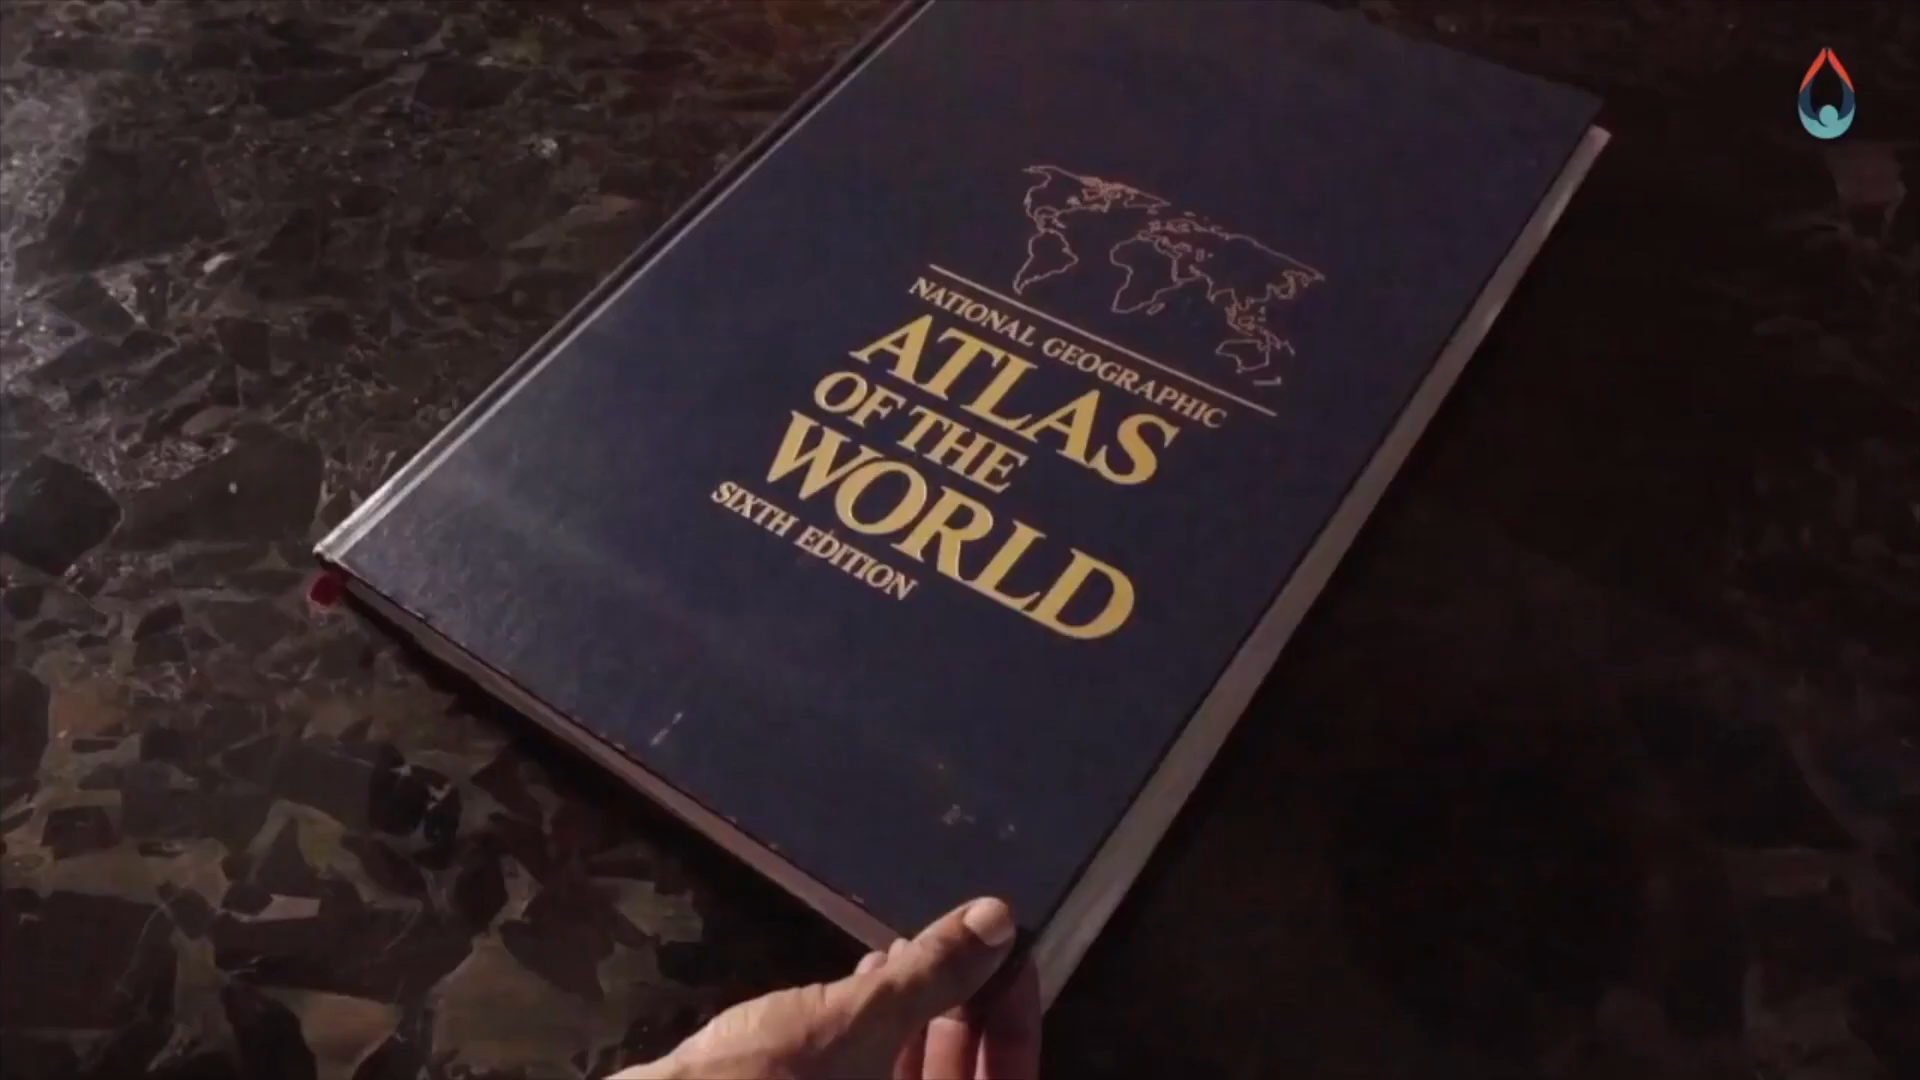 NATIONAL GEOGRAPHIC
ATLAS
OF THE
WORLD
SIXTH EDITION